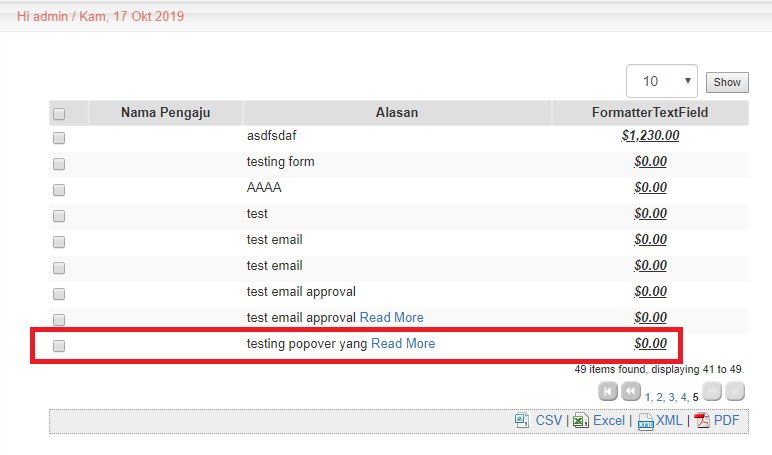 Hi admin / Kam, 17 Okt 2019
10 Show
Nama Pengaju Alasan FormatterTextField
asdfsdaf $1,230.00
testing form $0.00
AAAA $0.00
test $0.00
test email $0.00
test email $0.00
test email approval $0.00
test email approval Read More $0.00
testing popover yang Read More $0.00
49 items found, displaying 41 to 49.
1, 2, 3, 4, 5
CSV | Excel | XML | PDF